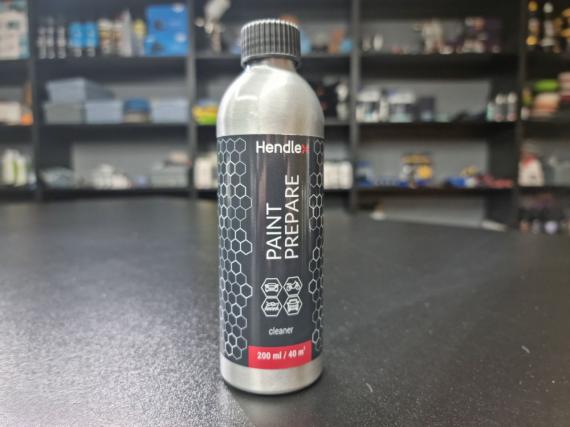 Hendlex
PAINT
PREPARE
cleaner
200 ml / 40 m²